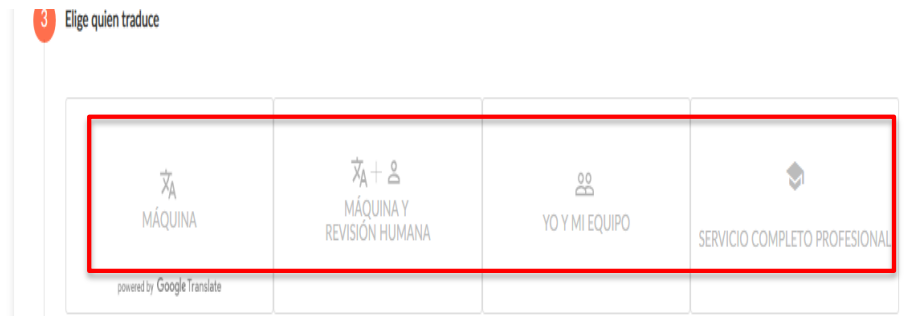 3 Elige quien traduce
MÁQUINA
powered by Google Translate
MÁQUINA Y
REVISIÓN HUMANA
YO Y MI EQUIPO
SERVICIO COMPLETO PROFESIONAL